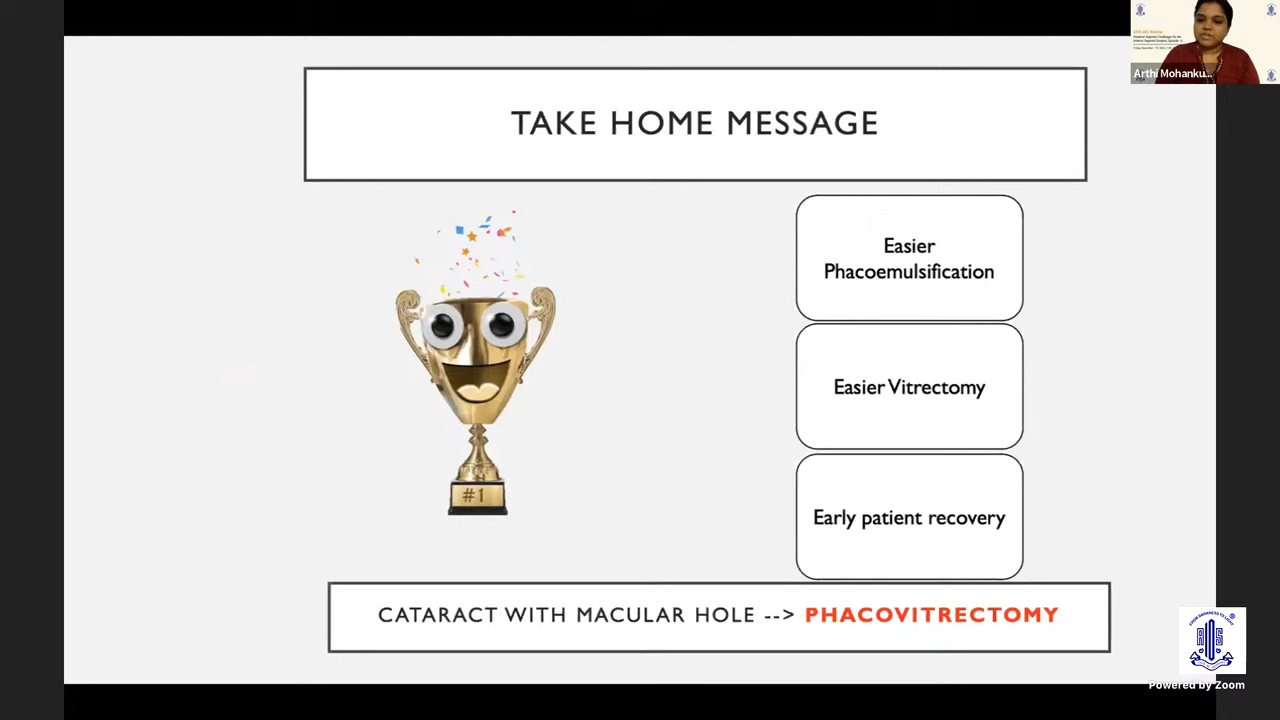 TAKE HOME MESSAGE
Easier
Phacoemulsification
Easier Vitrectomy
Early patient recovery
#1
CATARACT WITH MACULAR HOLE --> PHACOVITRECTOMY
Arthi Mohanku...
Powered by Zoom